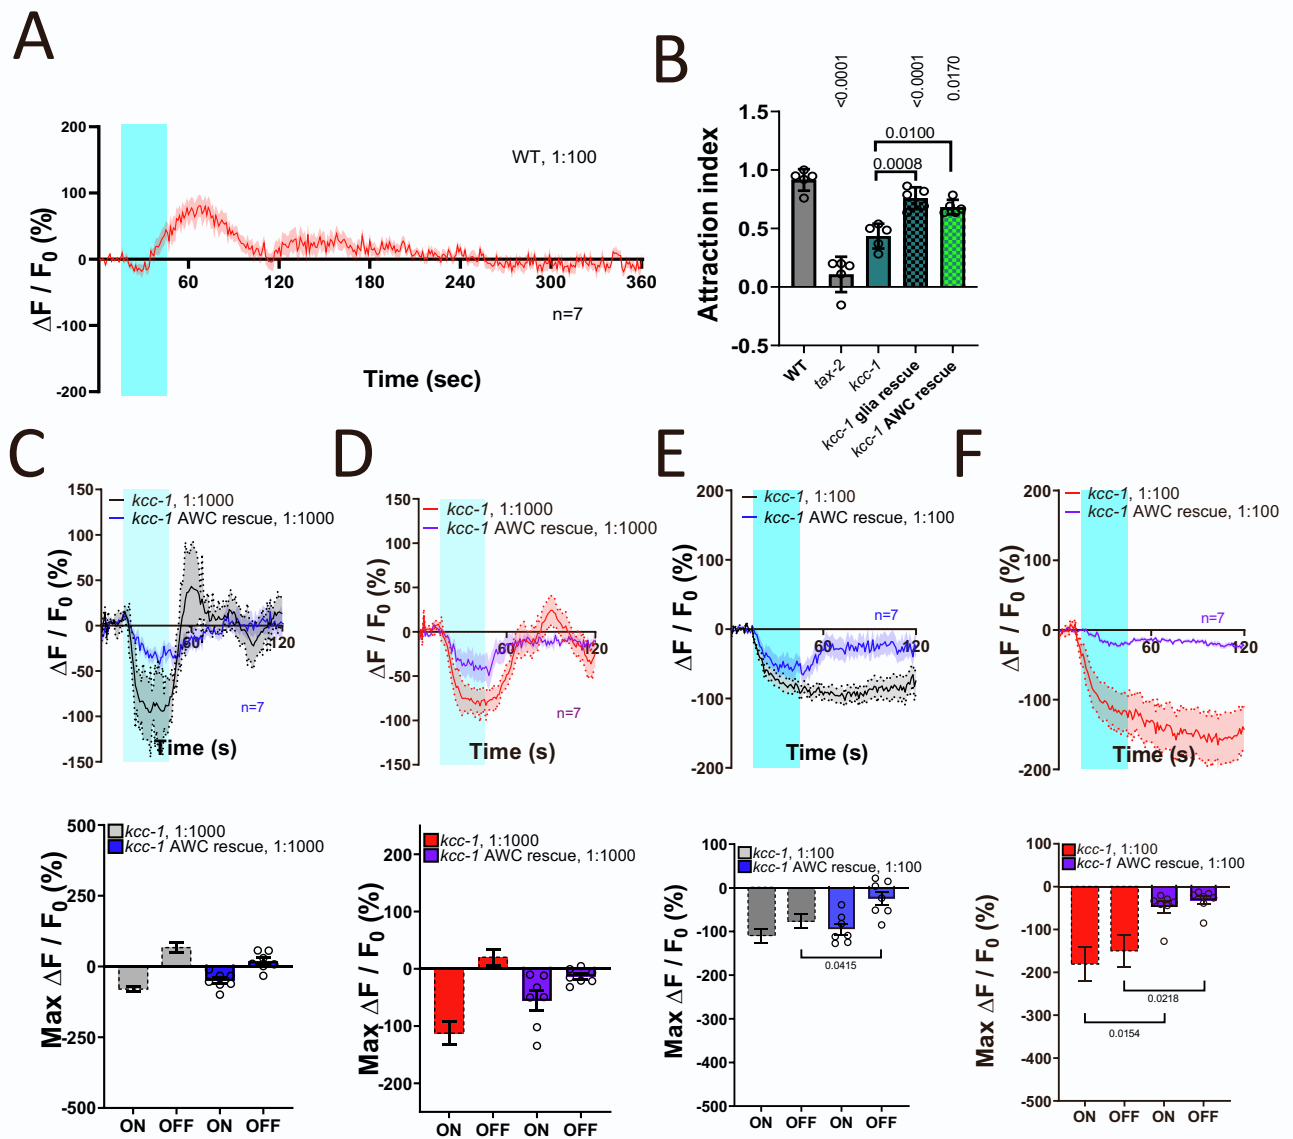 A
200
100
0
-100
-200
ΔF / F0 (%)
WT, 1:100
60
120
180
240
300
360
n=7
Time (sec)
B
<0.0001
<0.0001
0.0170
1.5
1.0
0.5
0.0
-0.5
Attraction index
0.0100
0.0008
WT
tax-2
kcc-1
kcc-1 glia rescue
kcc-1 AWC rescue
C
150
100
50
0
-50
-100
-150
ΔF / F0 (%)
kcc-1, 1:1000
kcc-1 AWC rescue, 1:1000
60
120
n=7
Time (s)
D
150
100
50
0
-50
-100
-150
ΔF / F0 (%)
kcc-1, 1:1000
kcc-1 AWC rescue, 1:1000
60
120
n=7
Time (s)
E
200
100
0
-100
-200
ΔF / F0 (%)
kcc-1, 1:100
kcc-1 AWC rescue, 1:100
n=7
60
120
Time (s)
F
200
100
0
-100
-200
ΔF / F0 (%)
kcc-1, 1:100
kcc-1 AWC rescue, 1:100
n=7
60
120
Time (s)
500
250
0
-250
-500
Max ΔF / F0 (%)
kcc-1, 1:1000
kcc-1 AWC rescue, 1:1000
ON OFF ON OFF
200
100
0
-100
-200
Max ΔF / F0 (%)
kcc-1, 1:1000
kcc-1 AWC rescue, 1:1000
ON OFF ON OFF
100
0
-100
-200
-300
-400
-500
Max ΔF / F0 (%)
kcc-1, 1:100
kcc-1 AWC rescue, 1:100
0.0415
ON OFF ON OFF
100
0
-100
-200
-300
-400
-500
Max ΔF / F0 (%)
kcc-1, 1:100
kcc-1 AWC rescue, 1:100
0.0218
0.0154
ON OFF ON OFF